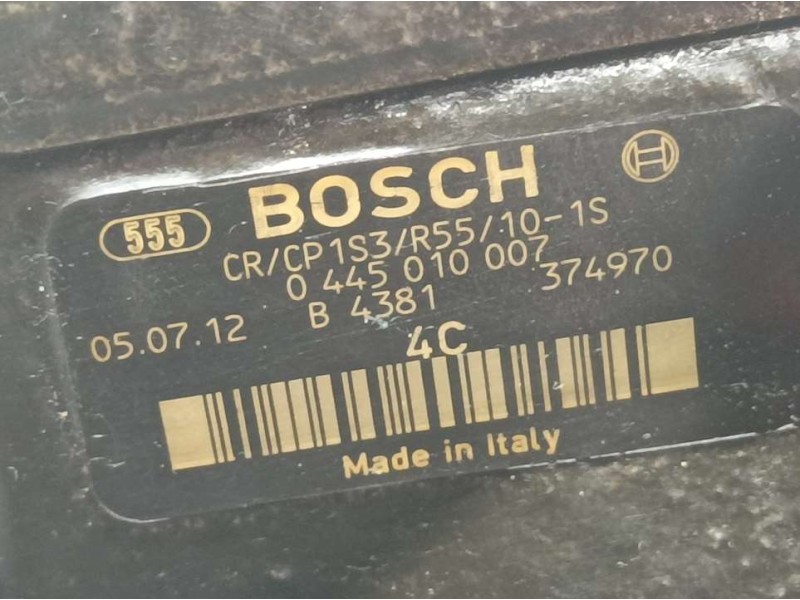 BOSCH
555
CR/CP1S3/R55/10-1S
0 445 010 007
374970
B 4381
05.07.12
4C
Made in Italy